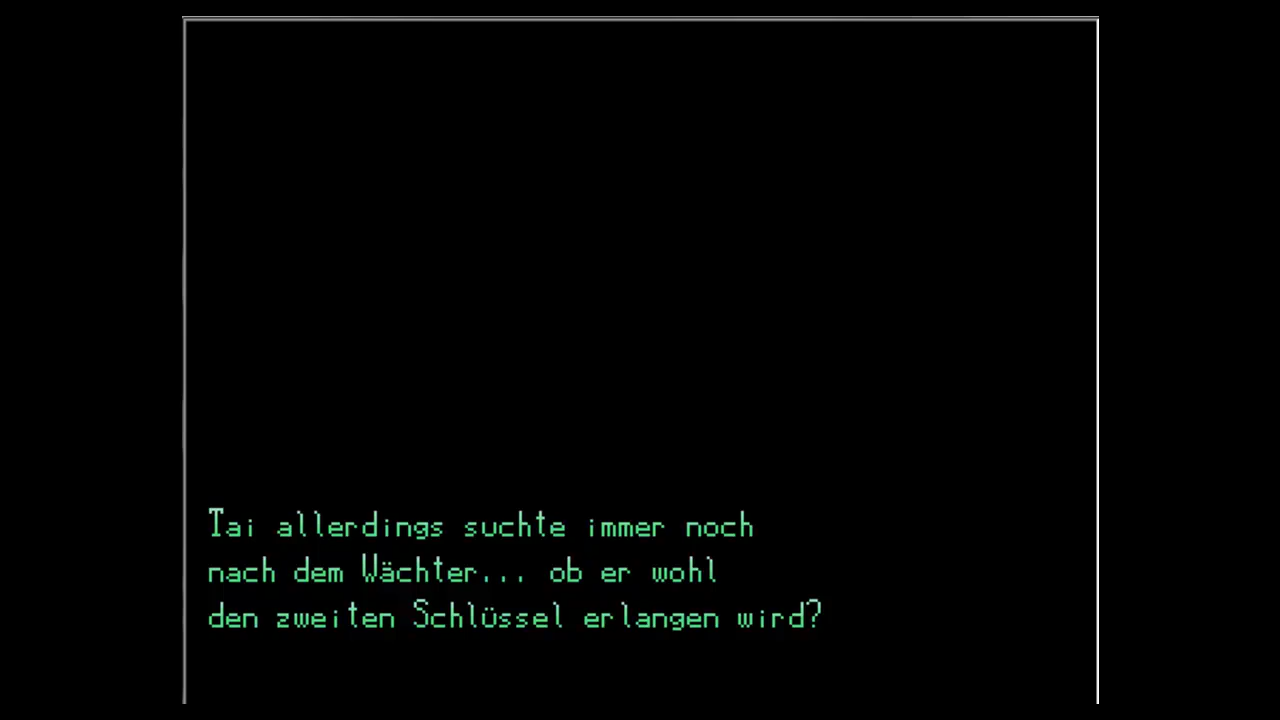 Tai allerdings suchte immer noch
nach dem Wächter... ob er wohl
den zweiten Schlüssel erlangen wird?